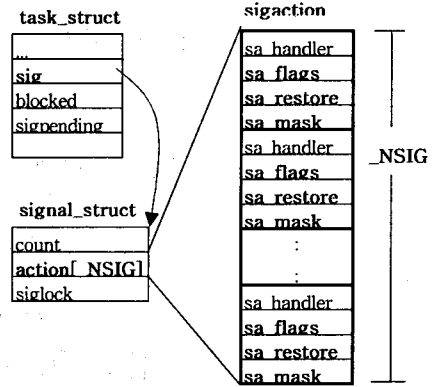 task_struct
...
sig
blocked
sigpending
signal_struct
count
action[_NSIG]
siglock
sigaction
sa_handler
sa_flags
sa_restore
sa_mask
sa_handler
sa_flags
sa_restore
sa_mask
:
:
sa_handler
sa_flags
sa_restore
sa_mask
_NSIG